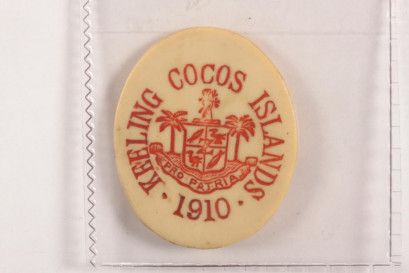 KEELING COCOS ISLANDS
PRO PATRIA
· 1910 ·